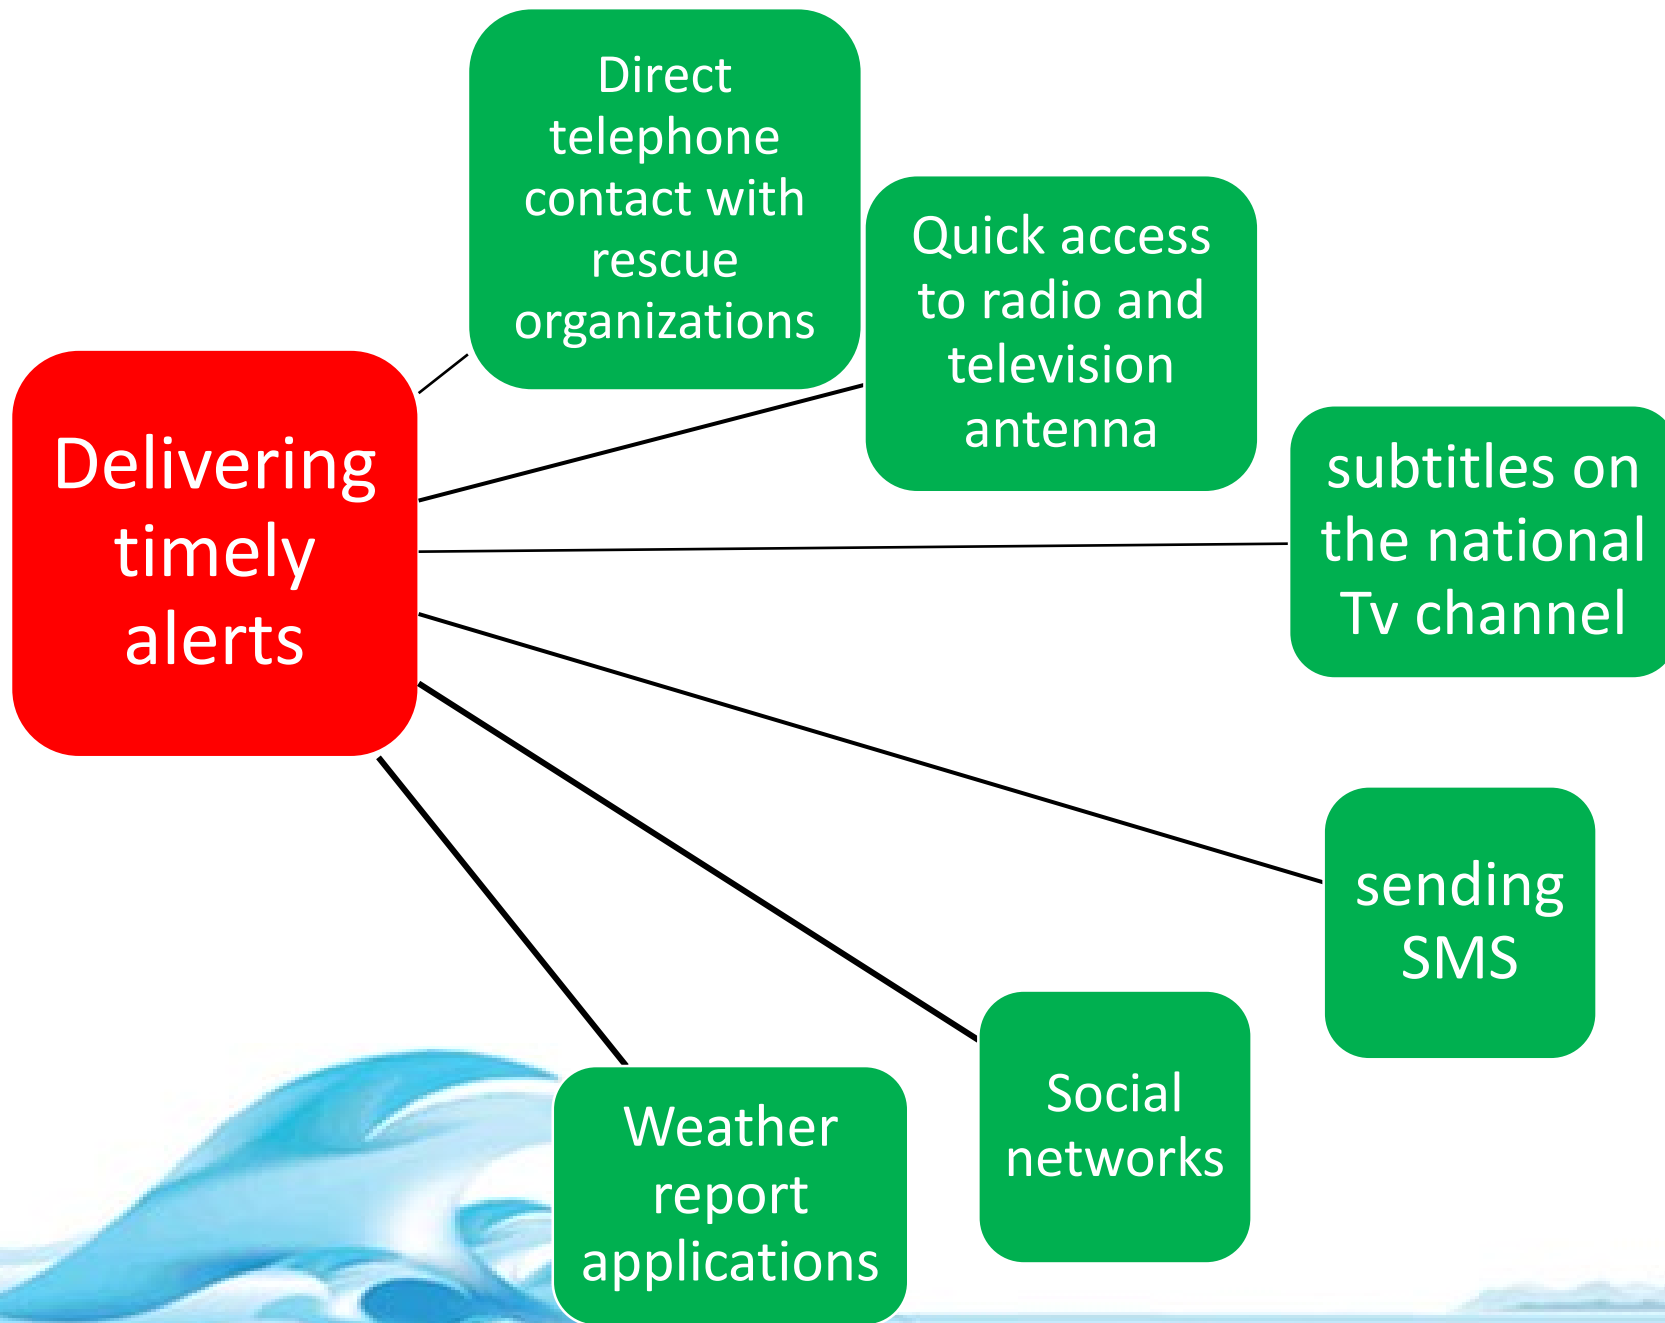 Direct
telephone
contact with
rescue
organizations
Quick access
to radio and
television
antenna
Delivering
timely
alerts
subtitles on
the national
Tv channel
sending
SMS
Social
networks
Weather
report
applications